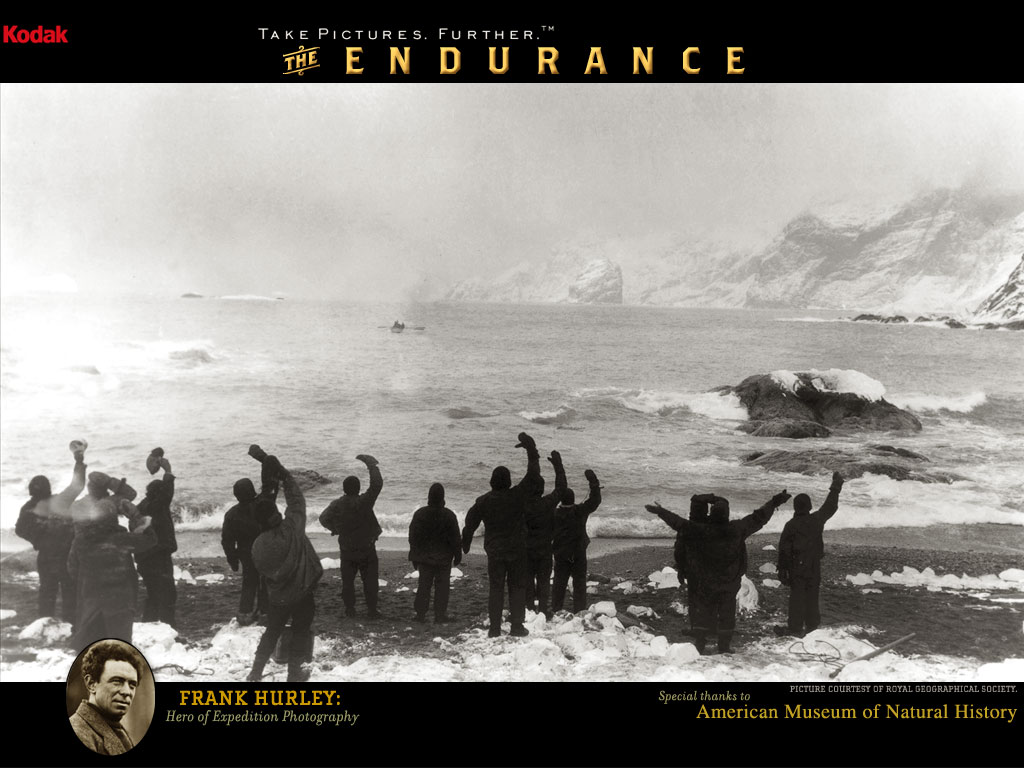 Kodak
TAKE PICTURES. FURTHER.™
THE ENDURANCE
FRANK HURLEY:
Hero of Expedition Photography
PICTURE COURTESY OF ROYAL GEOGRAPHICAL SOCIETY.
Special thanks to
American Museum of Natural History